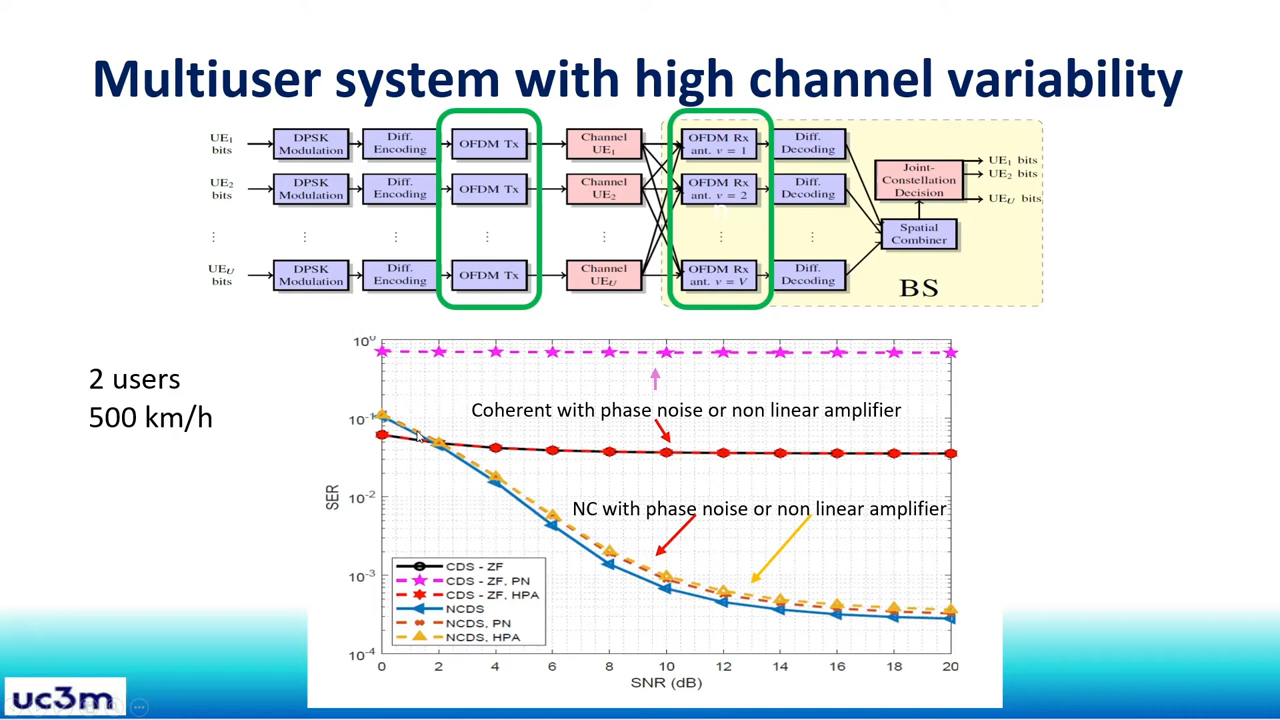 Multiuser system with high channel variability
UE1 bits
DPSK Modulation
Diff. Encoding
OFDM Tx
Channel UE1
OFDM Rx ant. v = 1
Diff. Decoding
UE2 bits
DPSK Modulation
Diff. Encoding
OFDM Tx
Channel UE2
OFDM Rx ant. v = 2
Diff. Decoding
n
UEU bits
DPSK Modulation
Diff. Encoding
OFDM Tx
Channel UEU
OFDM Rx ant. v = V
Diff. Decoding
Joint-Constellation Decision
Spatial Combiner
UE1 bits
UE2 bits
UEU bits
BS
2 users
500 km/h
Coherent with phase noise or non linear amplifier
NC with phase noise or non linear amplifier
10^0
10^-1
10^-2
10^-3
10^-4
SER
CDS - ZF
CDS - ZF, PN
CDS - ZF, HPA
NCDS
NCDS, PN
NCDS, HPA
0 2 4 6 8 10 12 14 16 18 20
SNR (dB)
uc3m